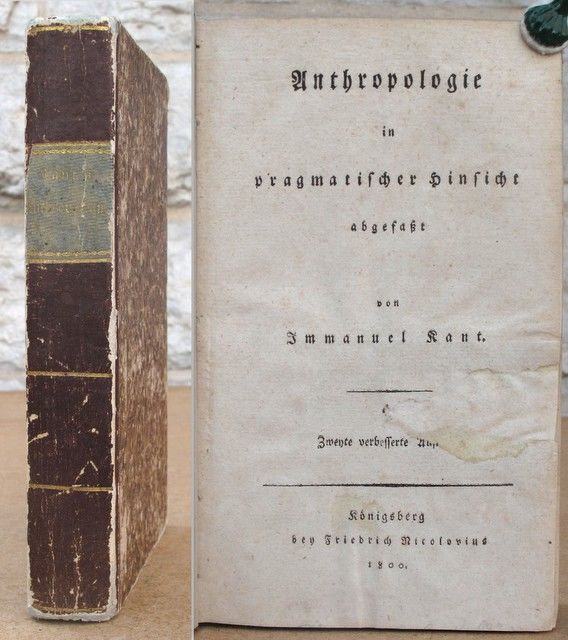 Anthropologie
in
pragmatischer Hinsicht
abgefaßt
von
Immanuel Kant.
Zweyte verbesserte
Königsberg
bey Friedrich Nicolovius
1800.